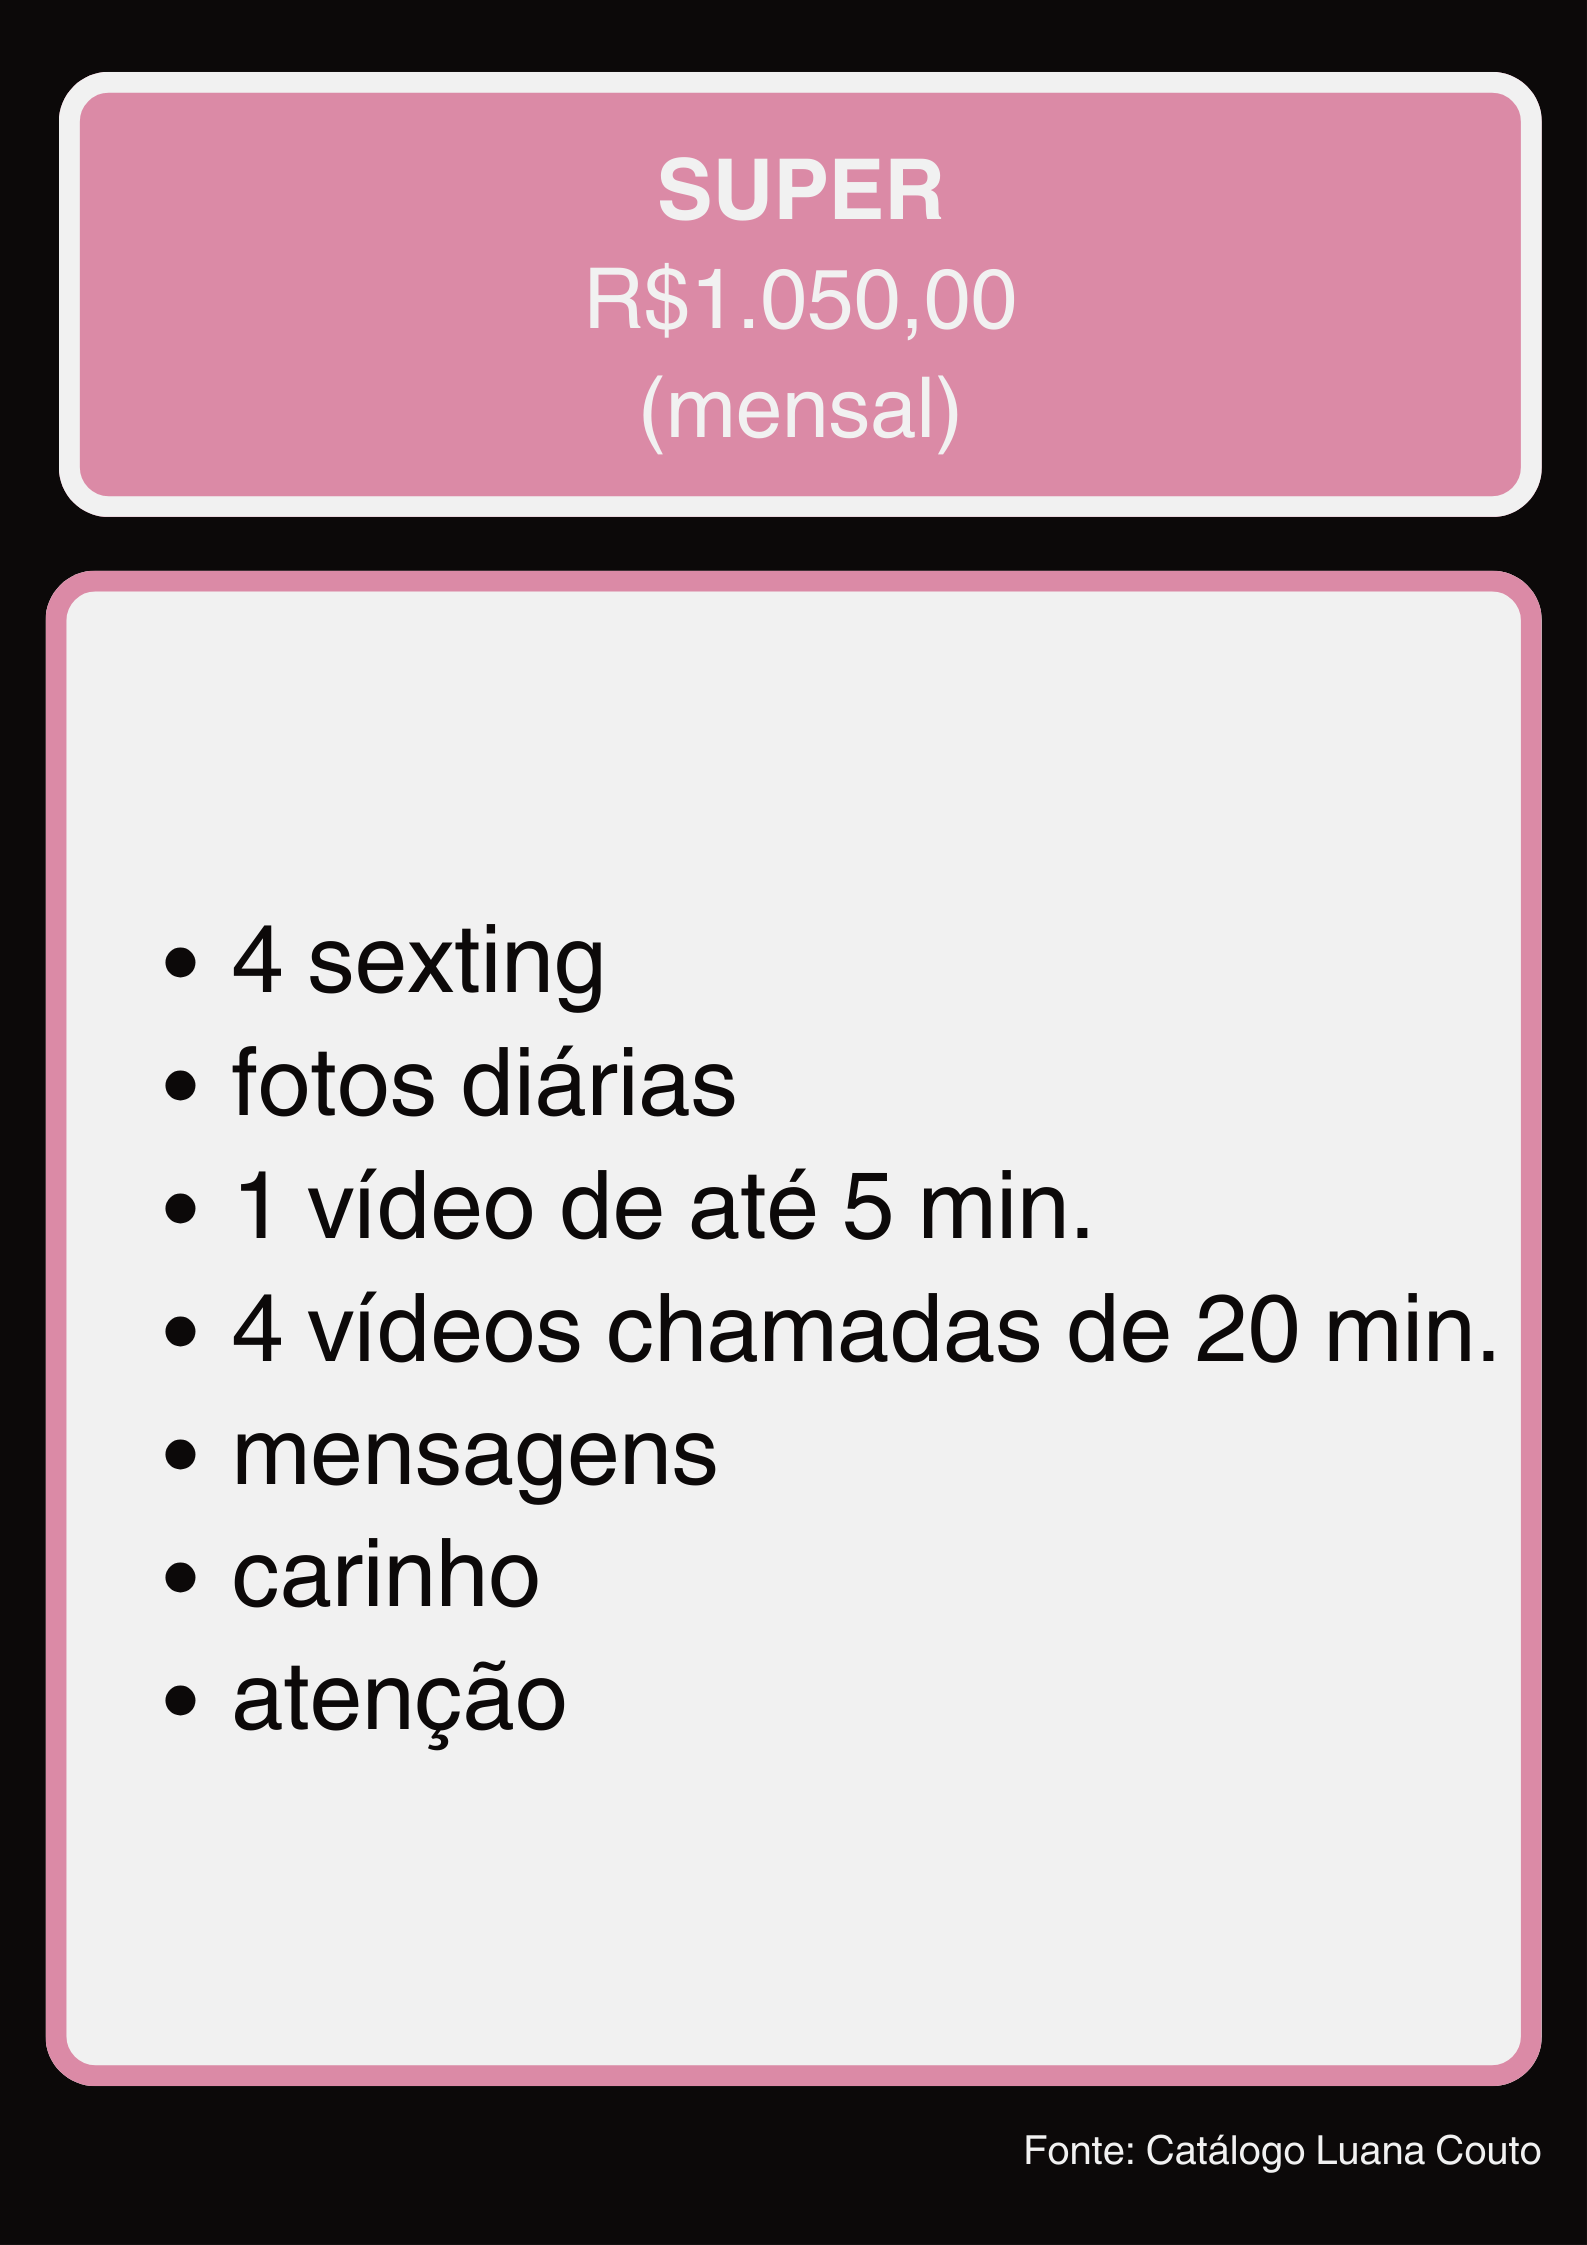 SUPER
R$1.050,00
(mensal)
• 4 sexting
• fotos diárias
• 1 vídeo de até 5 min.
• 4 vídeos chamadas de 20 min.
• mensagens
• carinho
• atenção
Fonte: Catálogo Luana Couto